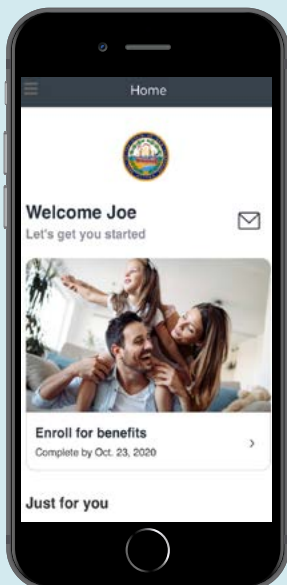 Home
Welcome Joe
Let's get you started
Enroll for benefits
Complete by Oct. 23, 2020
Just for you